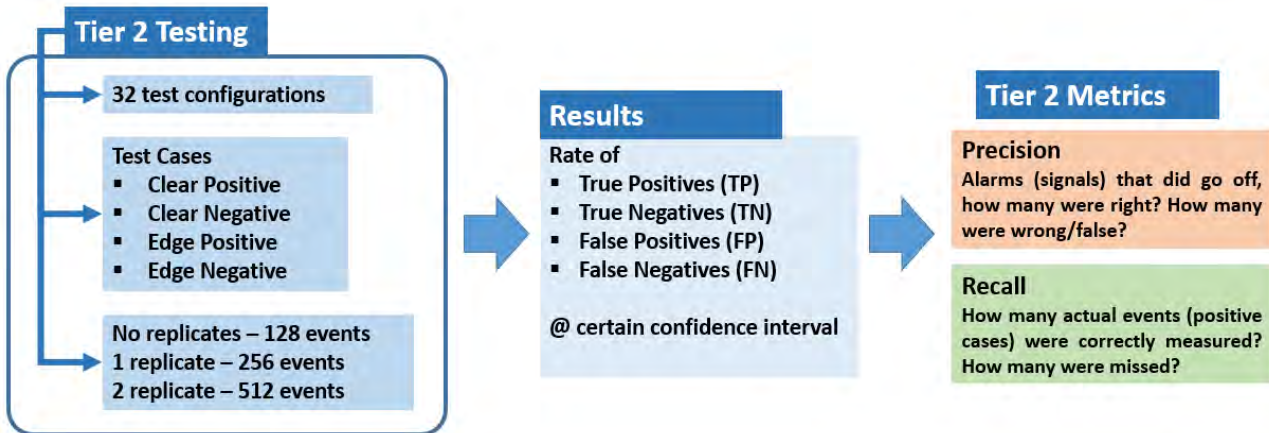 Tier 2 Testing
32 test configurations
Test Cases
▪ Clear Positive
▪ Clear Negative
▪ Edge Positive
▪ Edge Negative
No replicates – 128 events
1 replicate – 256 events
2 replicate – 512 events
Results
Rate of
▪ True Positives (TP)
▪ True Negatives (TN)
▪ False Positives (FP)
▪ False Negatives (FN)
@ certain confidence interval
Tier 2 Metrics
Precision
Alarms (signals) that did go off,
how many were right? How many
were wrong/false?
Recall
How many actual events (positive
cases) were correctly measured?
How many were missed?